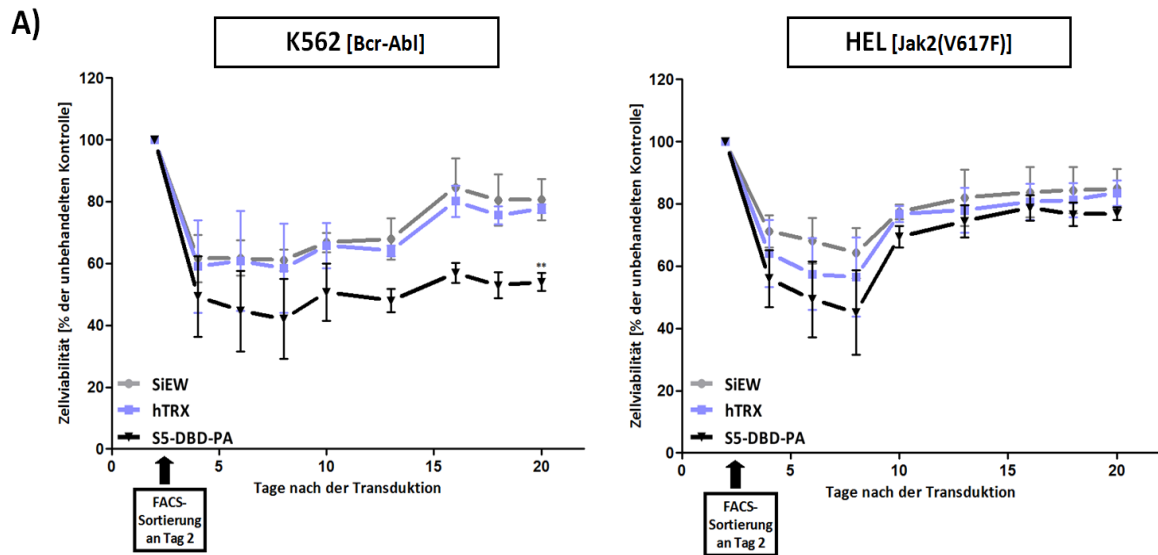 A)
K562 [Bcr-Abl]
Zellviabilität [% der unbehandelten Kontrolle]
120
100
80
60
40
20
0
**
SiEW
hTRX
S5-DBD-PA
0
5
10
15
20
Tage nach der Transduktion
FACS-
Sortierung
an Tag 2
HEL [Jak2(V617F)]
Zellviabilität [% der unbehandelten Kontrolle]
120
100
80
60
40
20
0
SiEW
hTRX
S5-DBD-PA
0
5
10
15
20
Tage nach der Transduktion
FACS-
Sortierung
an Tag 2